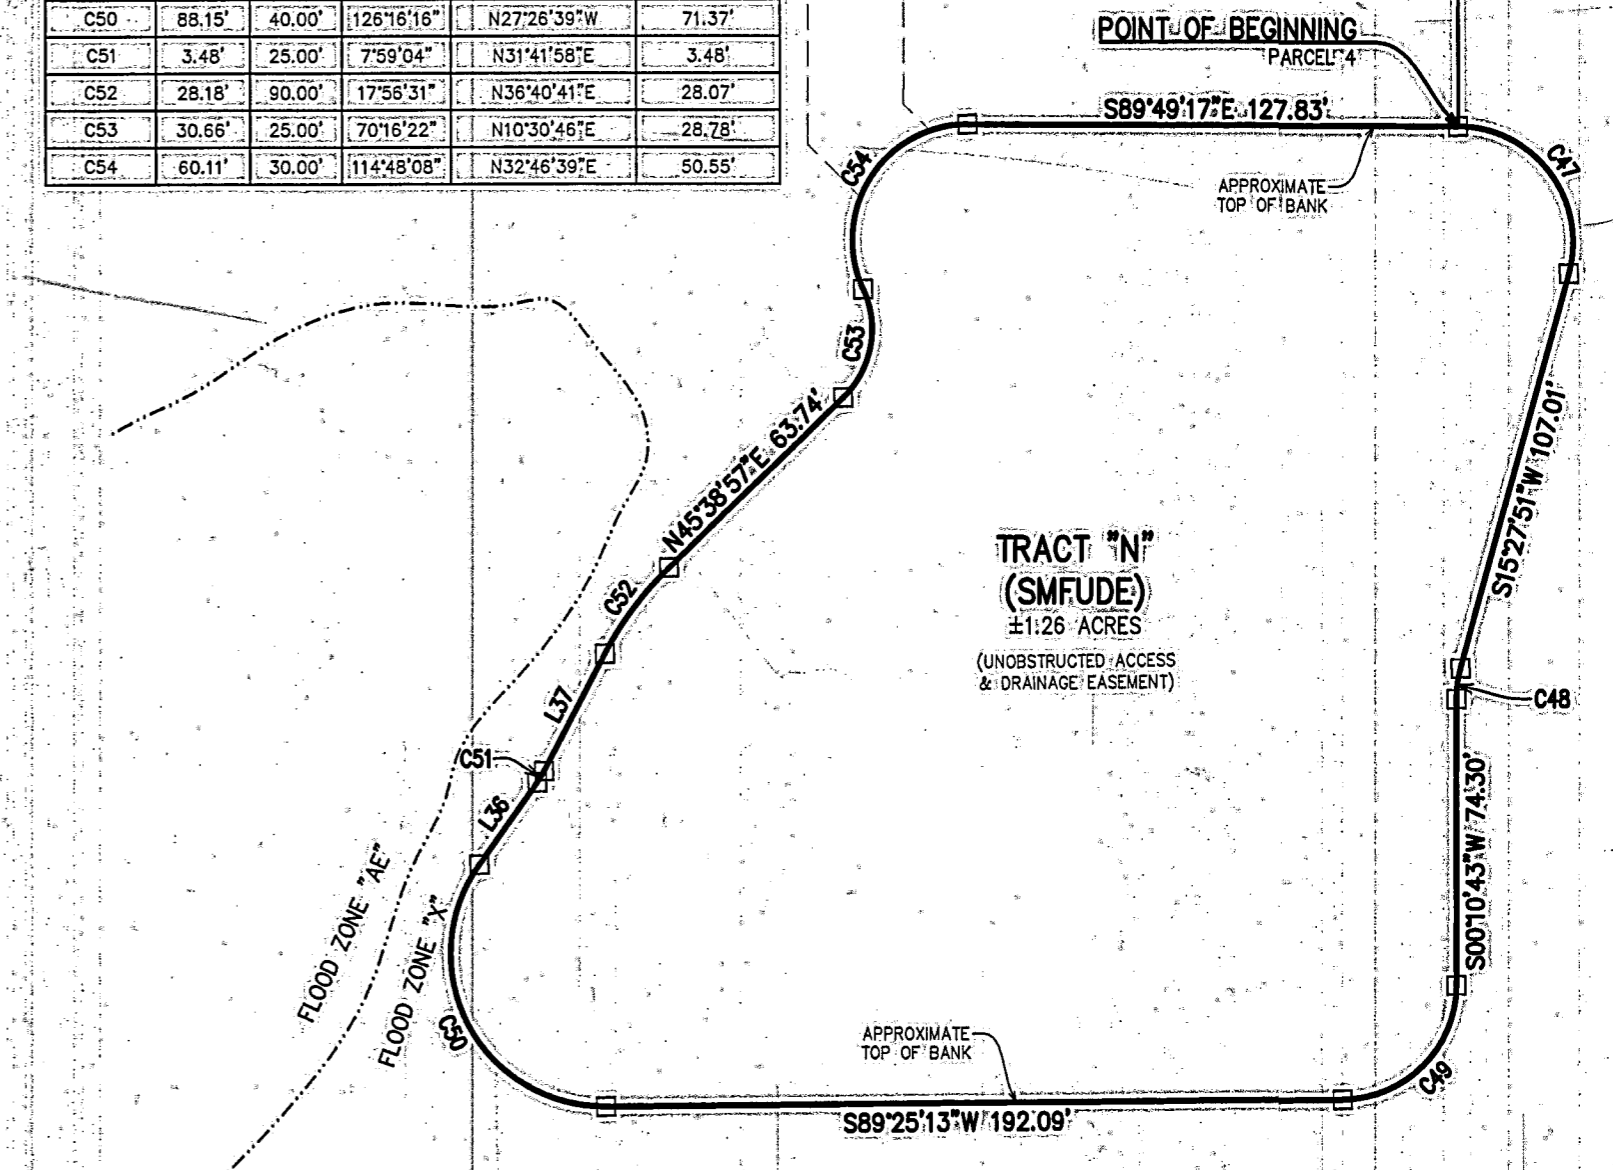 C50 88.15' 40.00' 126°16'16" N27°26'39"W 71.37'
C51 3.48' 25.00' 7°59'04" N31°41'58"E 3.48'
C52 28.18' 90.00' 17°56'31" N36°40'41"E 28.07'
C53 30.66' 25.00' 70°16'22" N10°30'46"E 28.78'
C54 60.11' 30.00' 114°48'08" N32°46'39"E 50.55'
POINT OF BEGINNING
PARCEL 4
S89°49'17"E 127.83'
C54
C47
APPROXIMATE
TOP OF BANK
C53
N45°38'57"E 63.74'
S15°27'51"W 107.01'
TRACT "N"
(SMFUDE)
±1.26 ACRES
(UNOBSTRUCTED ACCESS
& DRAINAGE EASEMENT)
C52
L37
C48
C51
L36
S00°10'43"W 74.30'
FLOOD ZONE "AE"
FLOOD ZONE "X"
C50
APPROXIMATE
TOP OF BANK
C49
S89°25'13"W 192.09'